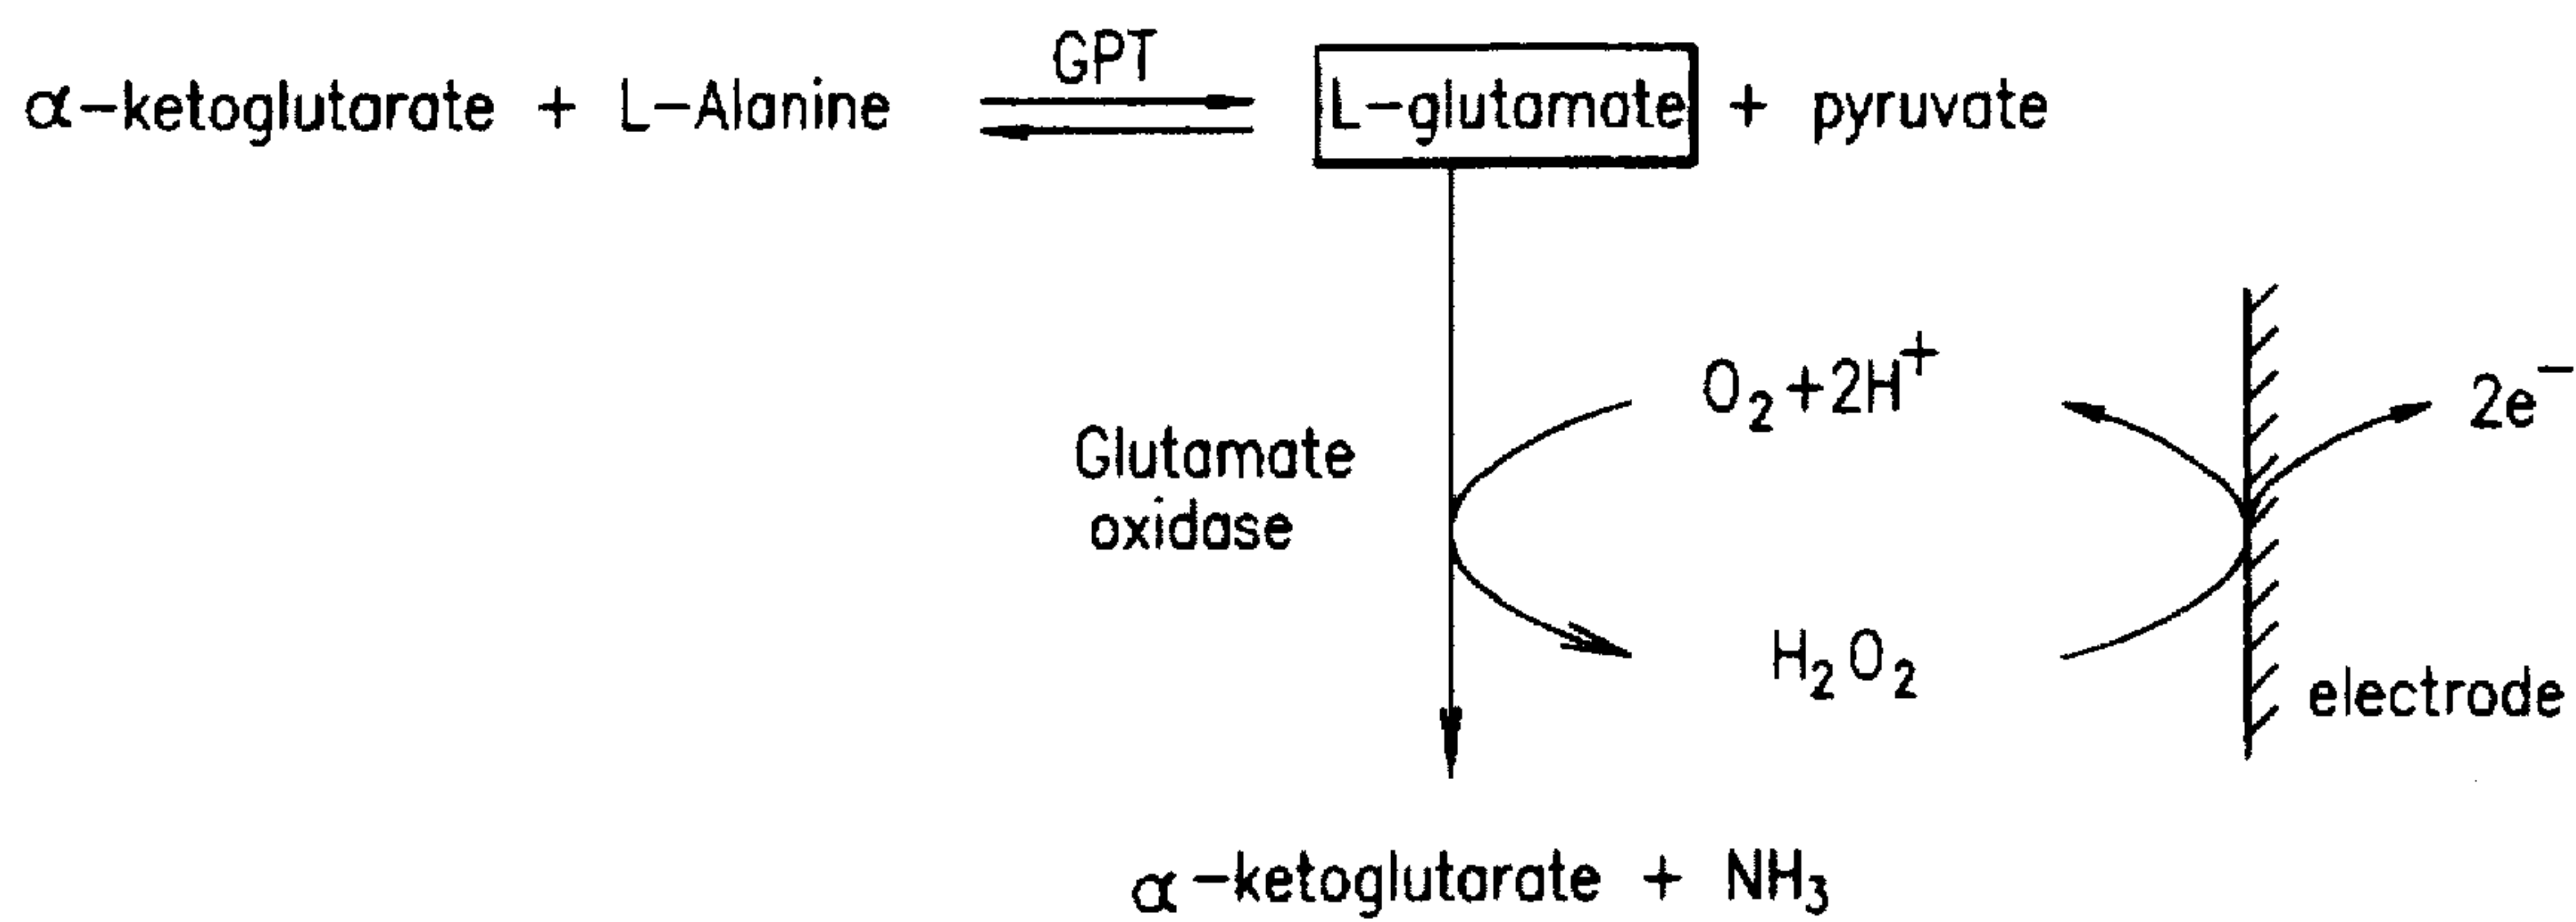 GPT
α-ketoglutarate + L-Alanine L-glutamate + pyruvate
O₂+2H⁺ 2e⁻
Glutamate
oxidase
H₂O₂
electrode
α-ketoglutarate + NH₃